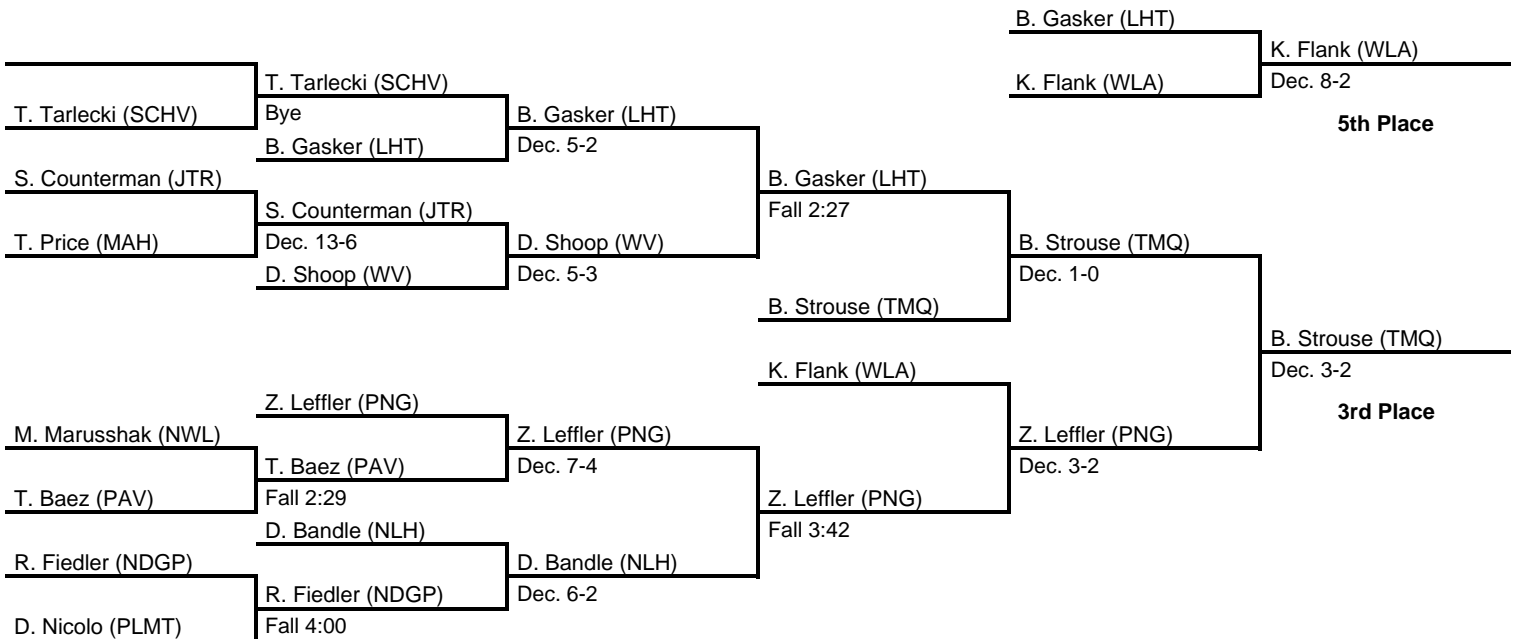 B. Gasker (LHT)
K. Flank (WLA)
T. Tarlecki (SCHV)
K. Flank (WLA)
Dec. 8-2
T. Tarlecki (SCHV)
Bye
B. Gasker (LHT)
5th Place
B. Gasker (LHT)
Dec. 5-2
S. Counterman (JTR)
B. Gasker (LHT)
S. Counterman (JTR)
Fall 2:27
T. Price (MAH)
Dec. 13-6
D. Shoop (WV)
B. Strouse (TMQ)
D. Shoop (WV)
Dec. 5-3
Dec. 1-0
B. Strouse (TMQ)
B. Strouse (TMQ)
K. Flank (WLA)
Dec. 3-2
Z. Leffler (PNG)
3rd Place
M. Marusshak (NWL)
Z. Leffler (PNG)
Z. Leffler (PNG)
T. Baez (PAV)
Dec. 7-4
Dec. 3-2
T. Baez (PAV)
Fall 2:29
Z. Leffler (PNG)
D. Bandle (NLH)
Fall 3:42
R. Fiedler (NDGP)
D. Bandle (NLH)
R. Fiedler (NDGP)
Dec. 6-2
D. Nicolo (PLMT)
Fall 4:00